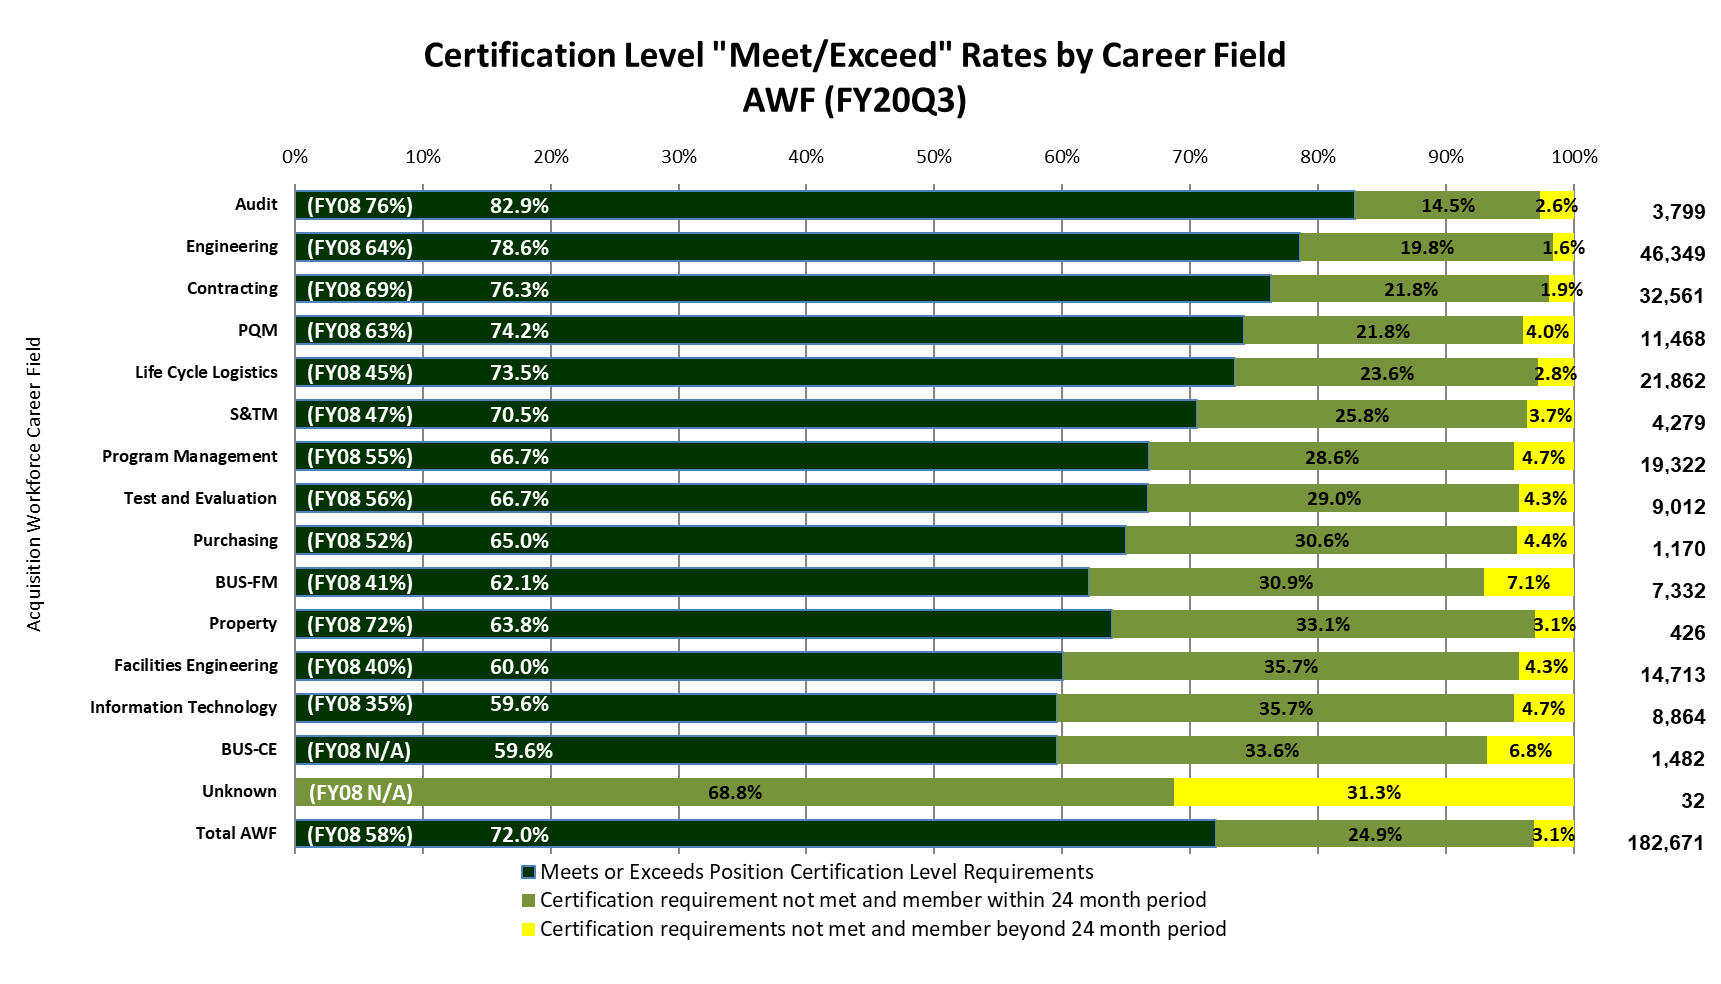 Certification Level "Meet/Exceed" Rates by Career Field
AWF (FY20Q3)
0% 10% 20% 30% 40% 50% 60% 70% 80% 90% 100%
Acquisition Workforce Career Field
Audit (FY08 76%) 82.9% 14.5% 2.6% 3,799
Engineering (FY08 64%) 78.6% 19.8% 1.6% 46,349
Contracting (FY08 69%) 76.3% 21.8% 1.9% 32,561
PQM (FY08 63%) 74.2% 21.8% 4.0% 11,468
Life Cycle Logistics (FY08 45%) 73.5% 23.6% 2.8% 21,862
S&TM (FY08 47%) 70.5% 25.8% 3.7% 4,279
Program Management (FY08 55%) 66.7% 28.6% 4.7% 19,322
Test and Evaluation (FY08 56%) 66.7% 29.0% 4.3% 9,012
Purchasing (FY08 52%) 65.0% 30.6% 4.4% 1,170
BUS-FM (FY08 41%) 62.1% 30.9% 7.1% 7,332
Property (FY08 72%) 63.8% 33.1% 3.1% 426
Facilities Engineering (FY08 40%) 60.0% 35.7% 4.3% 14,713
Information Technology (FY08 35%) 59.6% 35.7% 4.7% 8,864
BUS-CE (FY08 N/A) 59.6% 33.6% 6.8% 1,482
Unknown (FY08 N/A) 68.8% 31.3% 32
Total AWF (FY08 58%) 72.0% 24.9% 3.1% 182,671
Meets or Exceeds Position Certification Level Requirements
Certification requirement not met and member within 24 month period
Certification requirements not met and member beyond 24 month period